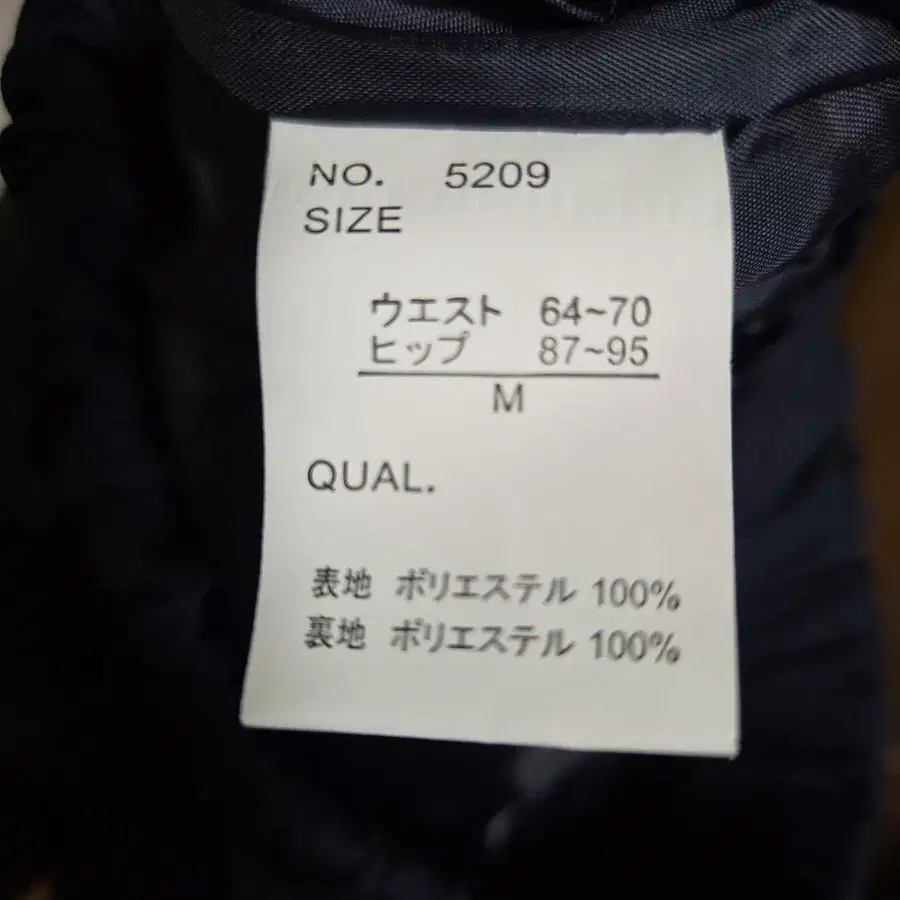 NO. 5209
SIZE
ウエスト 64~70
ヒップ 87~95
M
QUAL.
表地 ポリエステル 100%
裏地 ポリエステル 100%